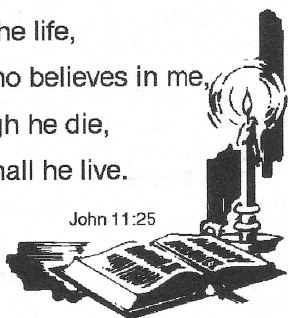 he life,
ho believes in me,
gh he die,
hall he live.
John 11:25